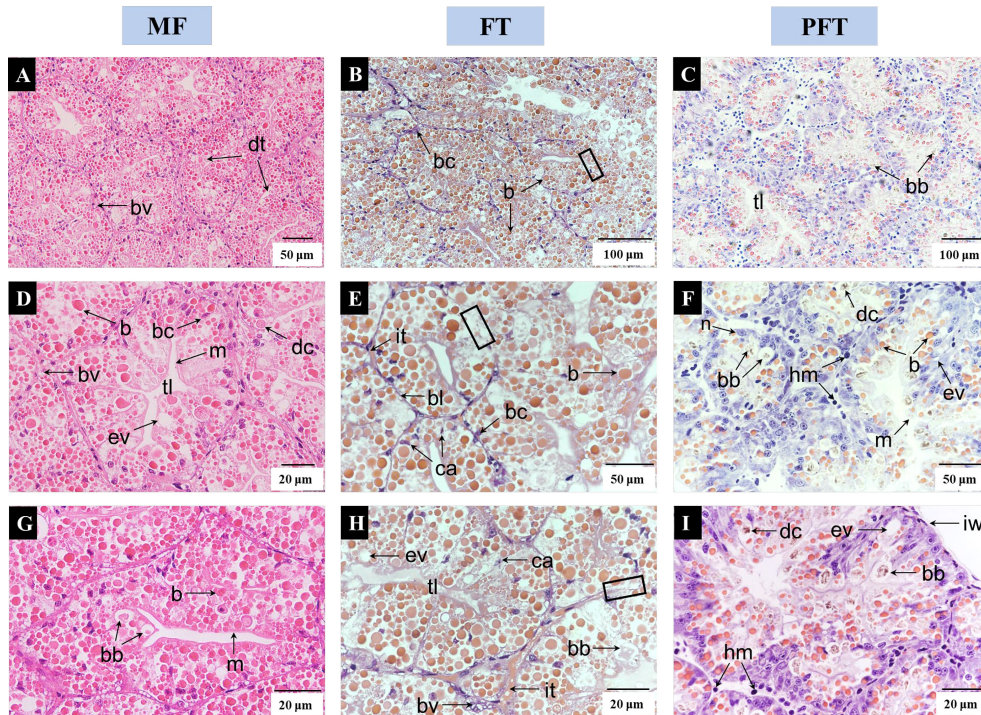 MF FT PFT
A B C
dt
bc
bb
bv
b
tl
50 µm 100 µm 100 µm
D E F
b bc
m
dc
it
dc
n
bv
b
bb
hm
b
tl
bl
ev
ev
bc
m
ca
20 µm 50 µm 50 µm
G H I
dc ev iw
ev ca
b
tl
bb
bb
bb
hm
m
bv it
20 µm 20 µm 20 µm